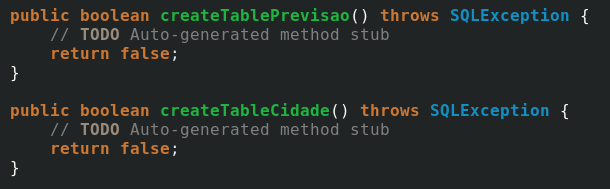 public boolean createTablePrevisao() throws SQLException {
    // TODO Auto-generated method stub
    return false;
}
public boolean createTableCidade() throws SQLException {
    // TODO Auto-generated method stub
    return false;
}